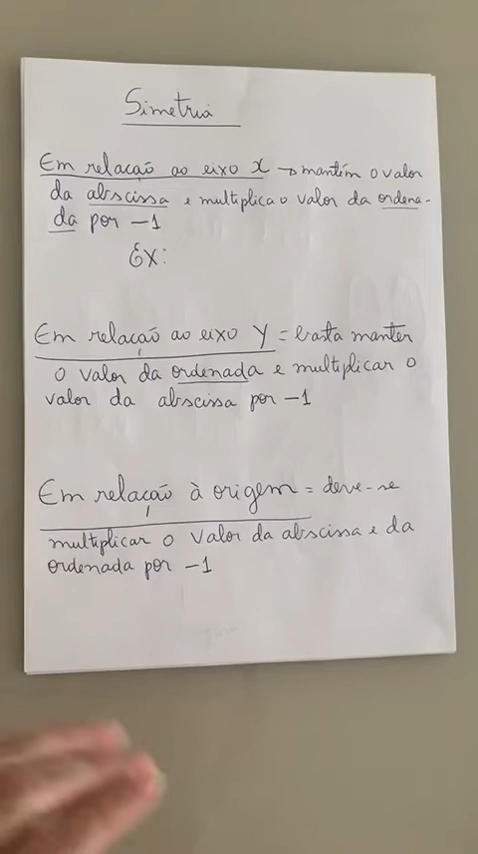 Simetria
Em relação ao eixo X → mantém o valor
da abscissa e multiplica o valor da ordena-
da por -1
Ex:
Em relação ao eixo Y = basta manter
o valor da ordenada e multiplicar o
valor da abscissa por -1
Em relação à origem = deve-se
multiplicar o valor da abscissa e da
ordenada por -1